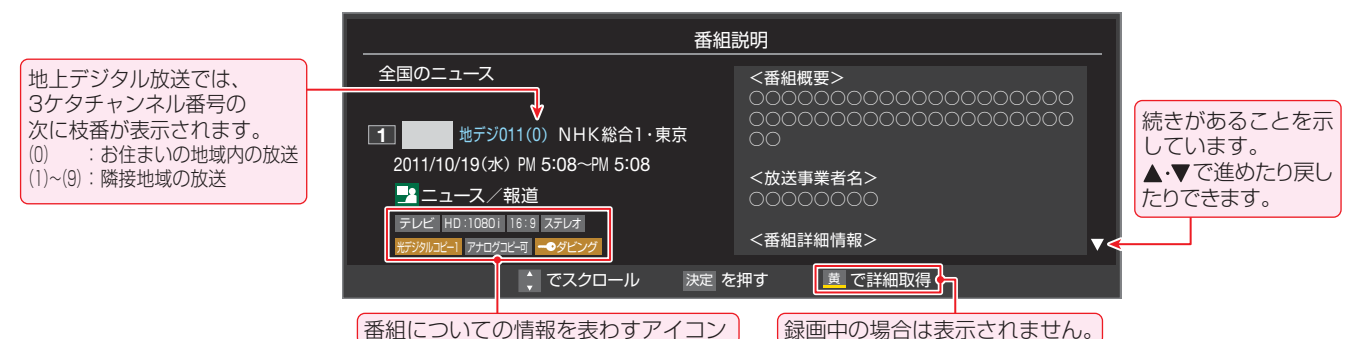 番組説明
地上デジタル放送では、
3ケタチャンネル番号の
次に枝番が表示されます。
(0) :お住まいの地域内の放送
(1)~(9):隣接地域の放送
全国のニュース
1 地デジ011(0) NHK総合1・東京
2011/10/19(水) PM 5:08~PM 5:08
ニュース/報道
テレビ HD:1080i 16:9 ステレオ
光デジタルコピー1 アナログコピー可 ダビング
<番組概要>
○○○○○○○○○○○○○○○○○○○○
○○○○○○○○○○○○○○○○○○○○
○○
<放送事業者名>
○○○○○○○○
<番組詳細情報>
▼
続きがあることを示
しています。
▲・▼で進めたり戻し
たりできます。
でスクロール 決定 を押す 黄 で詳細取得
番組についての情報を表わすアイコン
録画中の場合は表示されません。